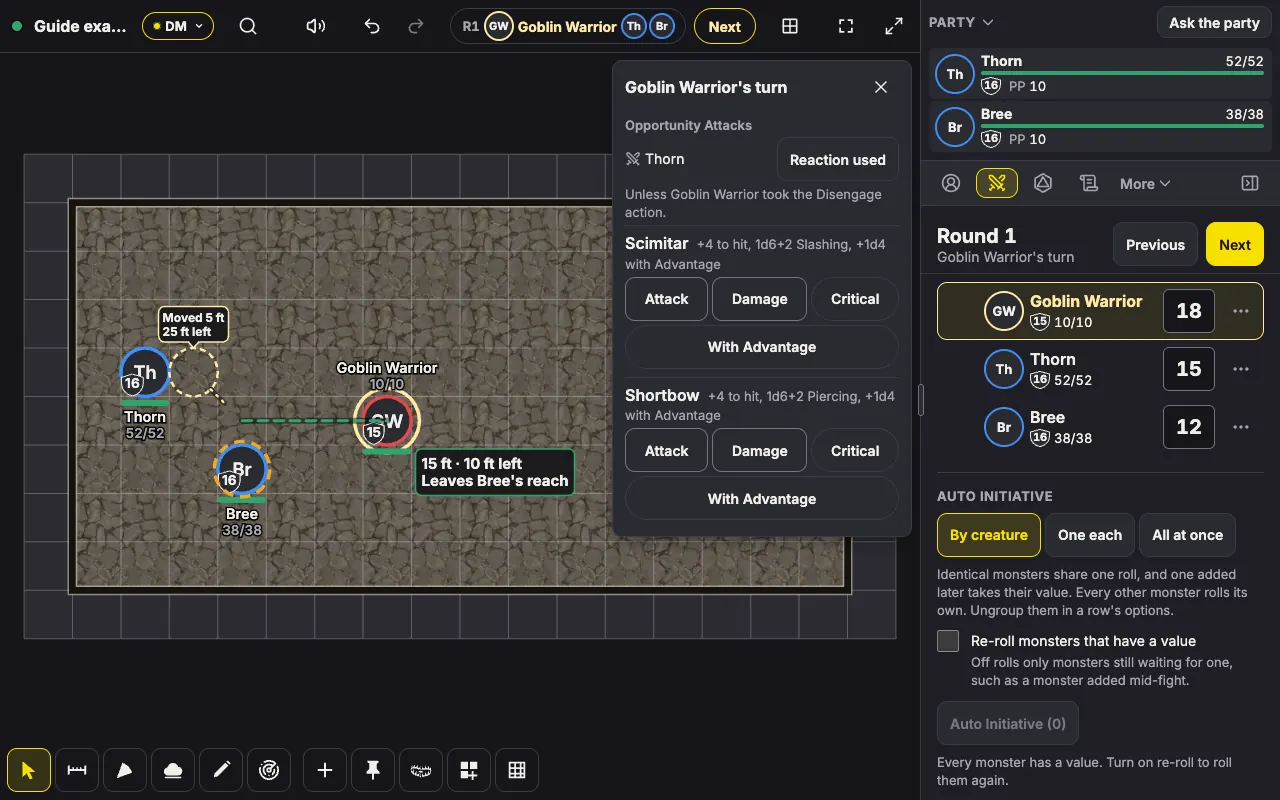 Guide exa...
DM
R1 GW Goblin Warrior Th Br
Next
PARTY
Ask the party
Th
Thorn
52/52
16 PP 10
Br
Bree
38/38
16 PP 10
More
Goblin Warrior's turn
Opportunity Attacks
Thorn
Reaction used
Unless Goblin Warrior took the Disengage
action.
Scimitar +4 to hit, 1d6+2 Slashing, +1d4
with Advantage
Attack
Damage
Critical
With Advantage
Shortbow +4 to hit, 1d6+2 Piercing, +1d4
with Advantage
Attack
Damage
Critical
With Advantage
Moved 5 ft
25 ft left
Th
16
Thorn
52/52
Goblin Warrior
10/10
GW
15
15 ft · 10 ft left
Leaves Bree's reach
Br
16
Bree
38/38
Round 1
Goblin Warrior's turn
Previous
Next
GW
Goblin Warrior
15 10/10
18
Th
Thorn
16 52/52
15
Br
Bree
16 38/38
12
AUTO INITIATIVE
By creature
One each
All at once
Identical monsters share one roll, and one added
later takes their value. Every other monster rolls its
own. Ungroup them in a row's options.
Re-roll monsters that have a value
Off rolls only monsters still waiting for one,
such as a monster added mid-fight.
Auto Initiative (0)
Every monster has a value. Turn on re-roll to roll
them again.